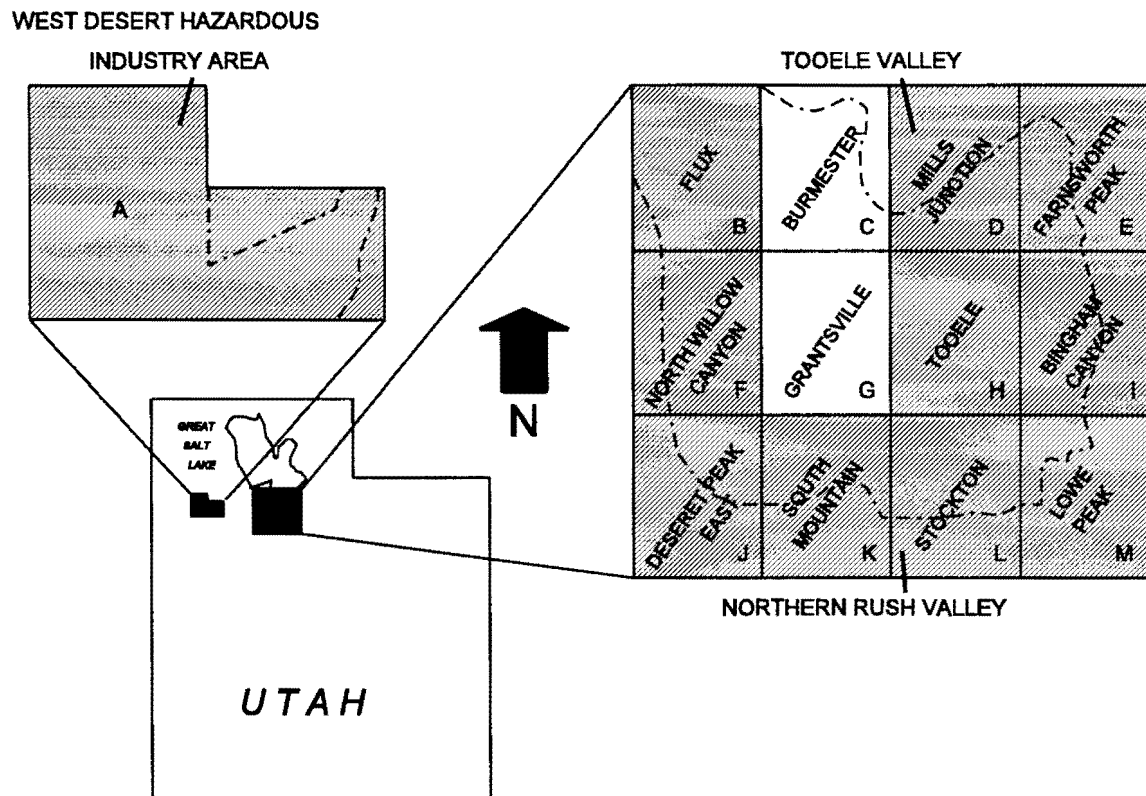 WEST DESERT HAZARDOUS
INDUSTRY AREA
A
TOOELE VALLEY
FLUX
B
BURMESTER
C
MILLS
JUNCTION
D
FARNSWORTH
PEAK
E
NORTH WILLOW
CANYON
F
GRANTSVILLE
G
TOOELE
H
BINGHAM
CANYON
I
DESERET PEAK
EAST
J
SOUTH
MOUNTAIN
K
STOCKTON
L
LOWE
PEAK
M
NORTHERN RUSH VALLEY
N
GREAT
SALT
LAKE
UTAH